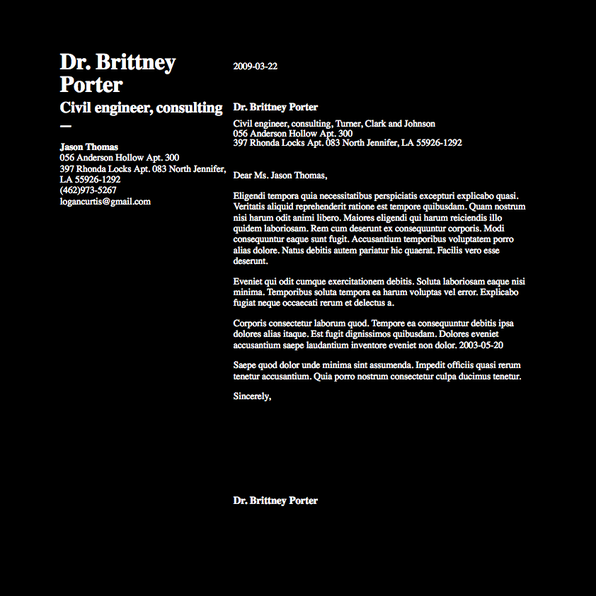 Dr. Brittney
Porter
Civil engineer, consulting
Jason Thomas
056 Anderson Hollow Apt. 300
397 Rhonda Locks Apt. 083 North Jennifer,
LA 55926-1292
(462)973-5267
logancurtis@gmail.com
2009-03-22
Dr. Brittney Porter
Civil engineer, consulting, Turner, Clark and Johnson
056 Anderson Hollow Apt. 300
397 Rhonda Locks Apt. 083 North Jennifer, LA 55926-1292
Dear Ms. Jason Thomas,
Eligendi tempora quia necessitatibus perspiciatis excepturi explicabo quasi.
Veritatis aliquid reprehenderit ratione est tempore quibusdam. Quam nostrum
nisi harum odit animi libero. Maiores eligendi qui harum reiciendis illo
quidem laboriosam. Rem cum deserunt ex consequuntur corporis. Modi
consequuntur eaque sunt fugit. Accusantium temporibus voluptatem porro
alias dolore. Natus debitis autem pariatur hic quaerat. Facilis vero esse
deserunt.
Eveniet qui odit cumque exercitationem debitis. Soluta laboriosam eaque nisi
minima. Temporibus soluta tempora ea harum voluptas vel error. Explicabo
fugiat neque occaecati rerum et delectus a.
Corporis consectetur laborum quod. Tempore ea consequuntur debitis ipsa
dolores alias itaque. Est fugit dignissimos quibusdam. Dolores eveniet
accusantium saepe laudantium inventore eveniet non dolor. 2003-05-20
Saepe quod dolor unde minima sint assumenda. Impedit officiis quasi rerum
tenetur accusantium. Quia porro nostrum consectetur culpa ducimus tenetur.
Sincerely,
Dr. Brittney Porter